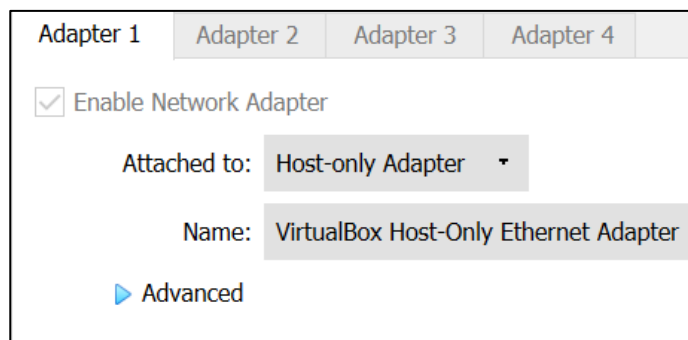 Adapter 1 Adapter 2 Adapter 3 Adapter 4
Enable Network Adapter
Attached to: Host-only Adapter
Name: VirtualBox Host-Only Ethernet Adapter
Advanced